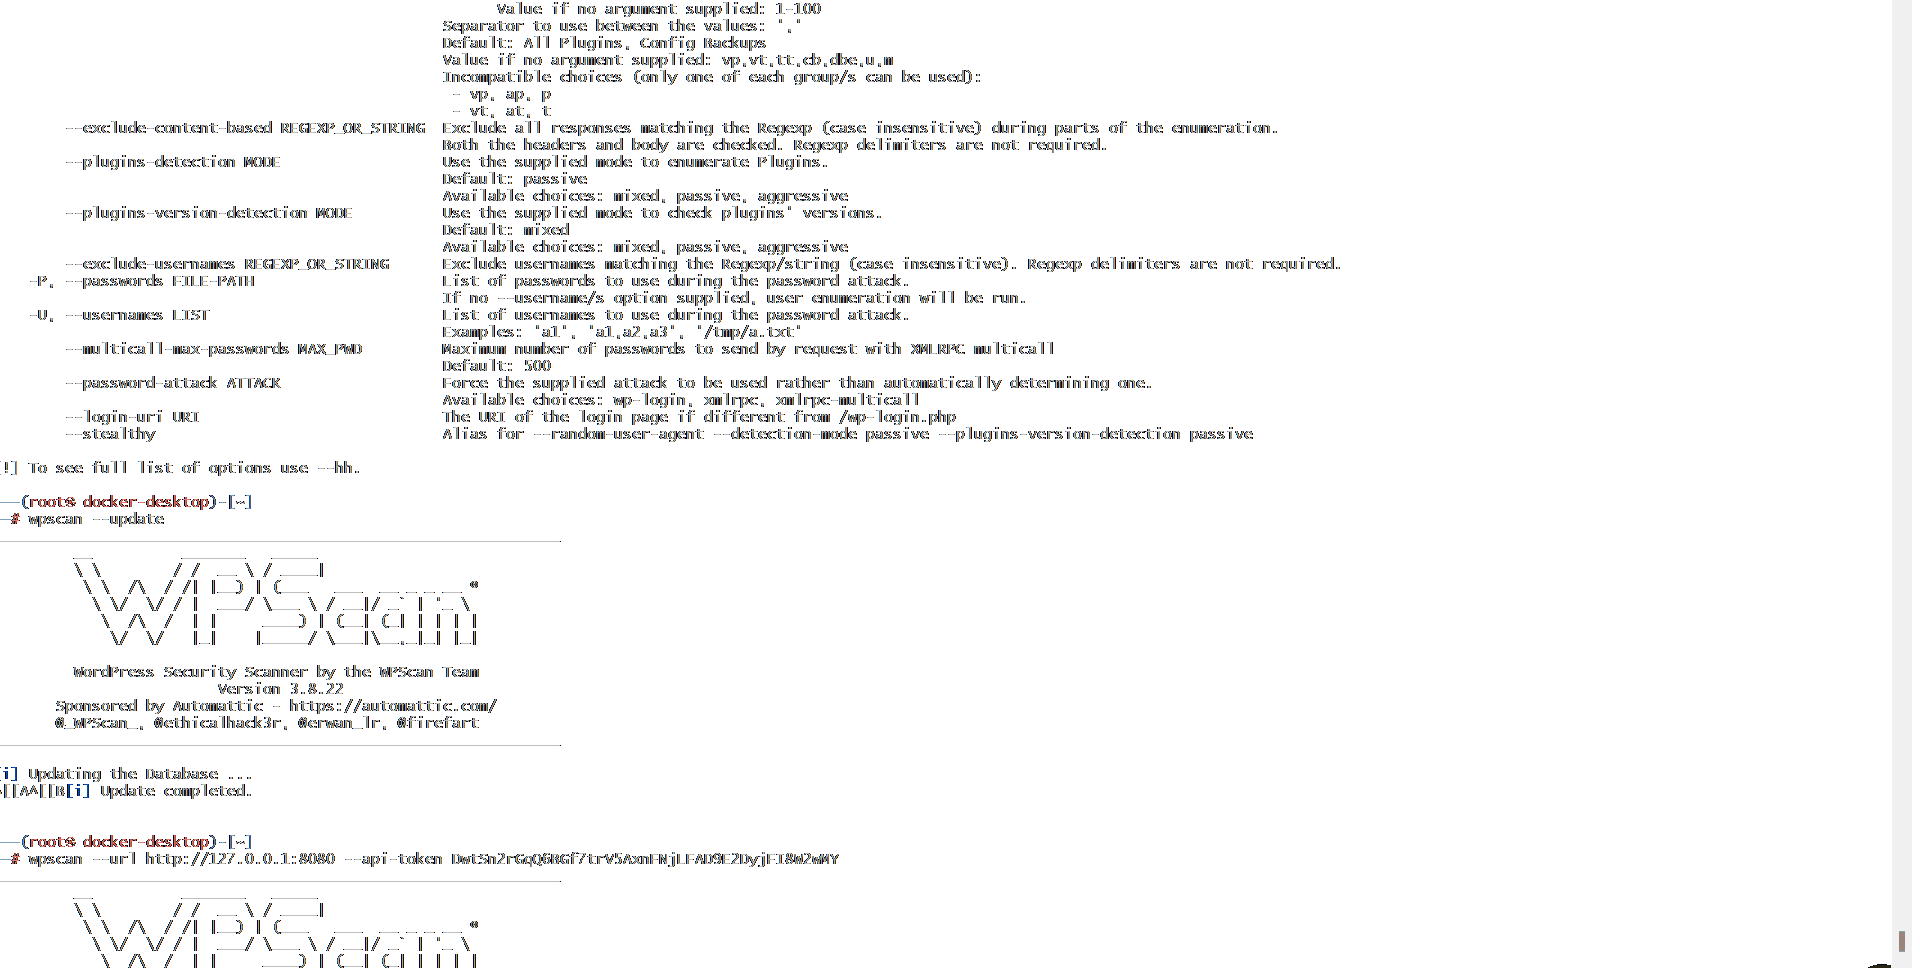 Value if no argument supplied: 1-100
Separator to use between the values: ','
Default: All Plugins, Config Backups
Value if no argument supplied: vp,vt,tt,cb,dbe,u,m
Incompatible choices (only one of each group/s can be used):
- vp, ap, p
- vt, at, t
--exclude-content-based REGEXP_OR_STRING Exclude all responses matching the Regexp (case insensitive) during parts of the enumeration.
Both the headers and body are checked. Regexp delimiters are not required.
--plugins-detection MODE Use the supplied mode to enumerate Plugins.
Default: passive
Available choices: mixed, passive, aggressive
--plugins-version-detection MODE Use the supplied mode to check plugins' versions.
Default: mixed
Available choices: mixed, passive, aggressive
--exclude-usernames REGEXP_OR_STRING Exclude usernames matching the Regexp/string (case insensitive). Regexp delimiters are not required.
-P, --passwords FILE-PATH List of passwords to use during the password attack.
If no --username/s option supplied, user enumeration will be run.
-U, --usernames LIST List of usernames to use during the password attack.
Examples: 'a1', 'a1,a2,a3', '/tmp/a.txt'
--multicall-max-passwords MAX_PWD Maximum number of passwords to send by request with XMLRPC multicall
Default: 500
--password-attack ATTACK Force the supplied attack to be used rather than automatically determining one.
Available choices: wp-login, xmlrpc, xmlrpc-multicall
--login-uri URI The URI of the login page if different from /wp-login.php
--stealthy Alias for --random-user-agent --detection-mode passive --plugins-version-detection passive
[!] To see full list of options use --hh.
(root㉿ docker-desktop)-[~]
# wpscan --update
WPScan ®
WordPress Security Scanner by the WPScan Team
Version 3.8.22
Sponsored by Automattic - https://automattic.com/
@_WPScan_, @ethicalhack3r, @erwan_lr, @firefart
[i] Updating the Database ...
^[[A^[[B[i] Update completed.
(root㉿ docker-desktop)-[~]
# wpscan --url http://127.0.0.1:8080 --api-token
WPScan ®